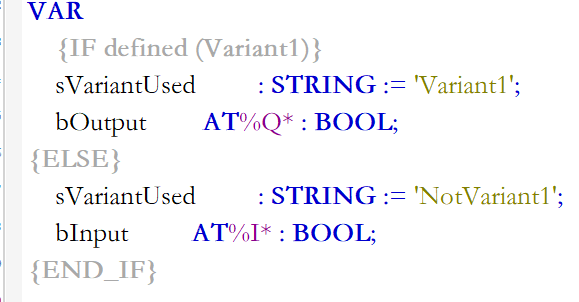 VAR
{IF defined (Variant1)}
sVariantUsed : STRING := 'Variant1';
bOutput AT%Q* : BOOL;
{ELSE}
sVariantUsed : STRING := 'NotVariant1';
bInput AT%I* : BOOL;
{END_IF}